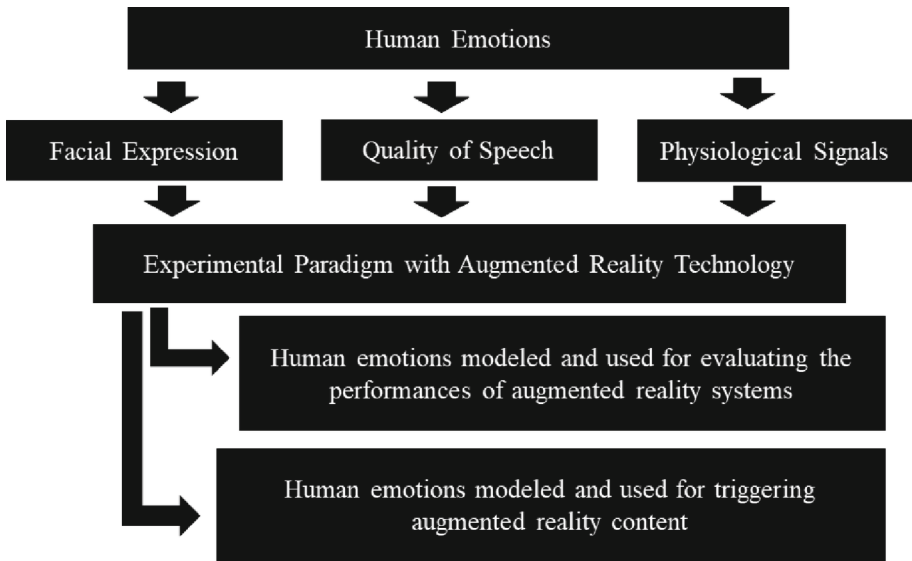 Human Emotions
Facial Expression
Quality of Speech
Physiological Signals
Experimental Paradigm with Augmented Reality Technology
Human emotions modeled and used for evaluating the
performances of augmented reality systems
Human emotions modeled and used for triggering
augmented reality content